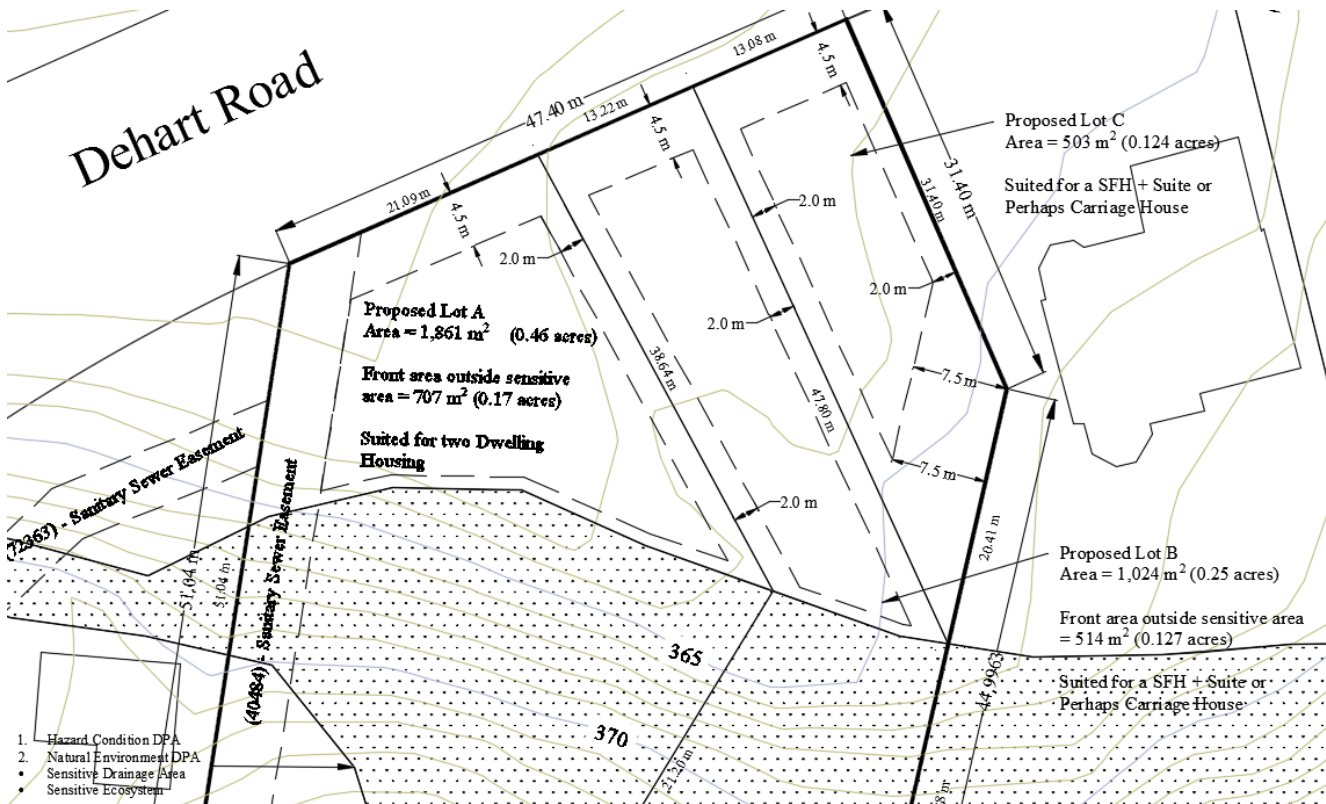 Dehart Road
47.40 m
13.08 m
13.22 m
21.09 m
4.5 m
4.5 m
4.5 m
31.40 m
31.40 m
Proposed Lot C
Area = 503 m² (0.124 acres)
Suited for a SFH + Suite or
Perhaps Carriage House
2.0 m
2.0 m
2.0 m
2.0 m
Proposed Lot A
Area = 1,861 m² (0.46 acres)
Front area outside sensitive
area = 707 m² (0.17 acres)
Suited for two Dwelling
Housing
38.64 m
47.80 m
7.5 m
7.5 m
2.0 m
20.41 m
Proposed Lot B
Area = 1,024 m² (0.25 acres)
Front area outside sensitive area
= 514 m² (0.127 acres)
Suited for a SFH + Suite or
Perhaps Carriage House
44.9963
72363) - Sanitary Sewer Easement
(40484) - Sanitary Sewer Easement
51.04 m
51.04 m
365
370
21.20 m
8 m
1. Hazard Condition DPA
2. Natural Environment DPA
• Sensitive Drainage Area
• Sensitive Ecosystem